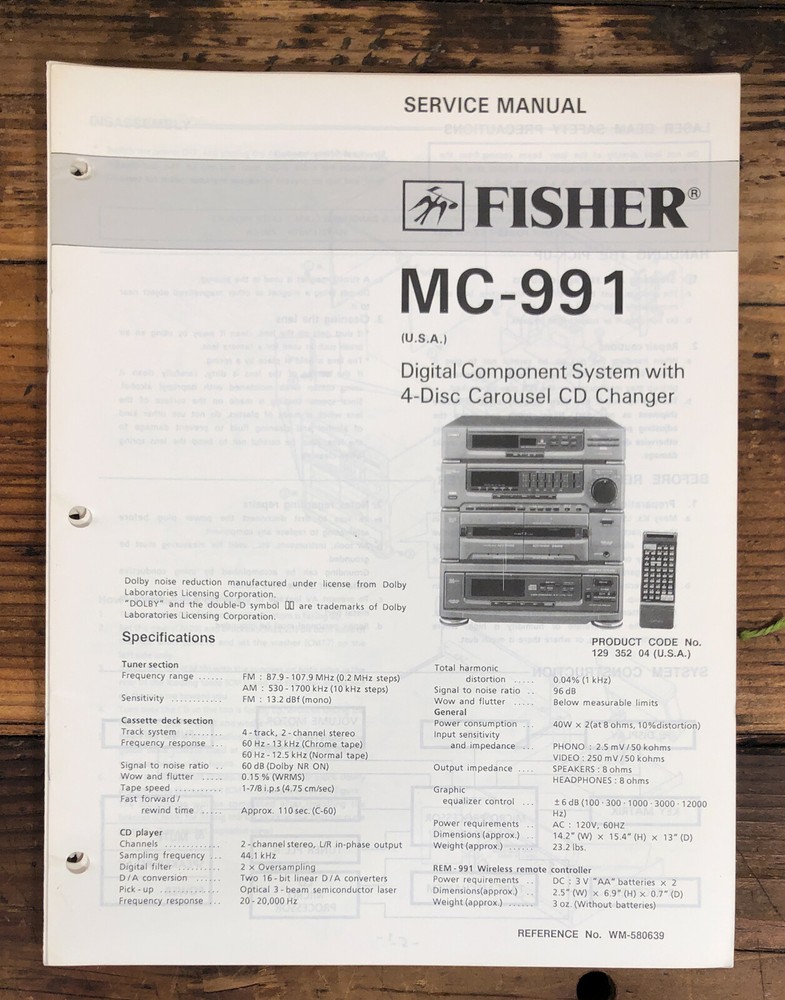 SERVICE MANUAL
FISHER®
MC-991
(U.S.A.)
Digital Component System with
4-Disc Carousel CD Changer
Dolby noise reduction manufactured under license from Dolby
Laboratories Licensing Corporation.
"DOLBY" and the double-D symbol are trademarks of Dolby
Laboratories Licensing Corporation.
PRODUCT CODE No.
129 352 04 (U.S.A.)
Specifications
Tuner section
Frequency range ...... FM : 87.9 - 107.9 MHz (0.2 MHz steps)
AM : 530 - 1700 kHz (10 kHz steps)
Sensitivity ............. FM : 13.2 dBf (mono)
Cassette deck section
Track system ......... 4 - track, 2 - channel stereo
Frequency response ... 60 Hz - 13 kHz (Chrome tape)
60 Hz - 12.5 kHz (Normal tape)
Signal to noise ratio .. 60 dB (Dolby NR ON)
Wow and flutter ...... 0.15 % (WRMS)
Tape speed ........... 1-7/8 i.p.s (4.75 cm/sec)
Fast forward /
rewind time ..... Approx. 110 sec. (C-60)
CD player
Channels ............. 2 - channel stereo, L/R in-phase output
Sampling frequency ... 44.1 kHz
Digital filter .......... 2 × Oversampling
D / A conversion ...... Two 16 - bit linear D / A converters
Pick - up .............. Optical 3 - beam semiconductor laser
Frequency response ... 20 - 20,000 Hz
Total harmonic
distortion ..... 0.04% (1 kHz)
Signal to noise ratio .. 96 dB
Wow and flutter ..... Below measurable limits
General
Power consumption ... 40W × 2(at 8 ohms, 10%distortion)
Input sensitivity
and impedance ... PHONO : 2.5 mV / 50 kohms
VIDEO : 250 mV / 50 kohms
Output impedance .... SPEAKERS : 8 ohms
HEADPHONES : 8 ohms
Graphic
equalizer control ... ±6 dB (100 · 300 · 1000 · 3000 · 12000
Hz)
Power requirements .. AC : 120V, 60HZ
Dimensions (approx.) .. 14.2" (W) × 15.4" (H) × 13" (D)
Weight (approx.) ...... 23.2 lbs.
REM - 991 Wireless remote controller
Power requirements .. DC : 3 V "AA" batteries × 2
Dimensions(approx.) .. 2.5" (W) × 6.9" (H) × 0.7" (D)
Weight (approx.) ...... 3 oz. (Without batteries)
REFERENCE No. WM-580639